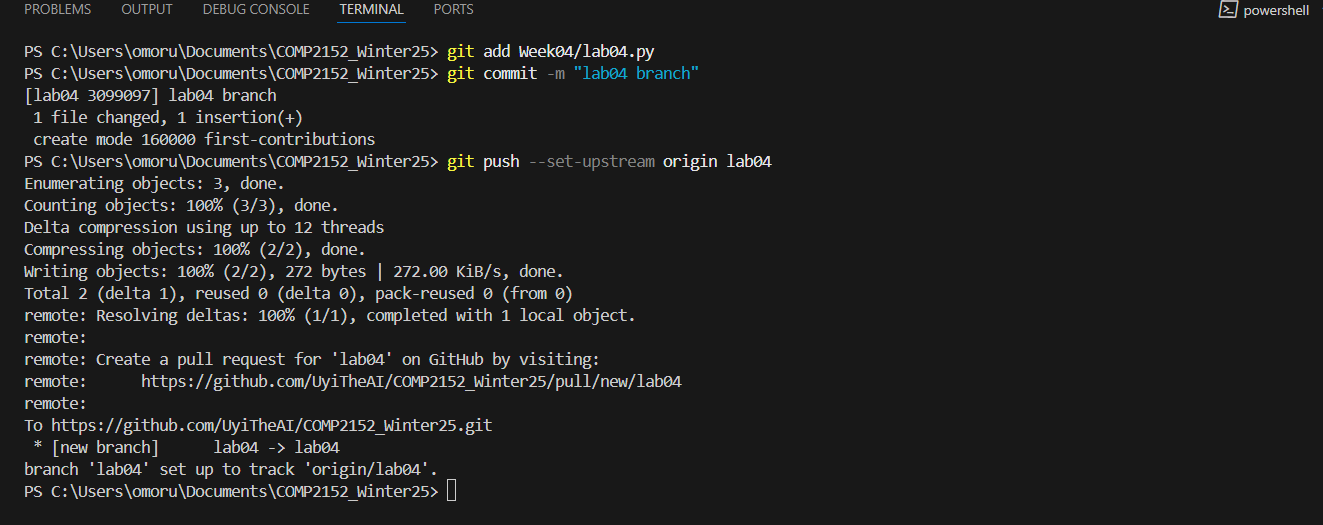 PROBLEMS OUTPUT DEBUG CONSOLE TERMINAL PORTS powershell
PS C:\Users\omoru\Documents\COMP2152_Winter25> git add Week04/lab04.py
PS C:\Users\omoru\Documents\COMP2152_Winter25> git commit -m "lab04 branch"
[lab04 3099097] lab04 branch
 1 file changed, 1 insertion(+)
 create mode 160000 first-contributions
PS C:\Users\omoru\Documents\COMP2152_Winter25> git push --set-upstream origin lab04
Enumerating objects: 3, done.
Counting objects: 100% (3/3), done.
Delta compression using up to 12 threads
Compressing objects: 100% (2/2), done.
Writing objects: 100% (2/2), 272 bytes | 272.00 KiB/s, done.
Total 2 (delta 1), reused 0 (delta 0), pack-reused 0 (from 0)
remote: Resolving deltas: 100% (1/1), completed with 1 local object.
remote:
remote: Create a pull request for 'lab04' on GitHub by visiting:
remote:      https://github.com/UyiTheAI/COMP2152_Winter25/pull/new/lab04
remote:
To https://github.com/UyiTheAI/COMP2152_Winter25.git
 * [new branch]      lab04 -> lab04
branch 'lab04' set up to track 'origin/lab04'.
PS C:\Users\omoru\Documents\COMP2152_Winter25>